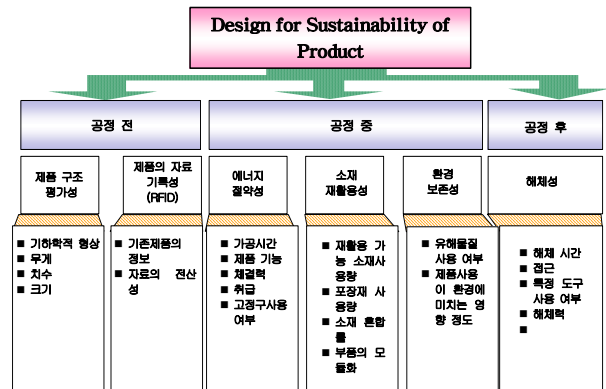 Design for Sustainability of
Product
공정 전
공정 중
공정 후
제품 구조
평가성
제품의 자료
기록성
(RFID)
에너지
절약성
소재
재활용성
환경
보존성
해체성
■ 기하학적 형상
■ 무게
■ 치수
■ 크기
■ 기존제품의
정보
■ 자료의 전산
성
■ 가공시간
■ 제품 기능
■ 체결력
■ 취급
■ 고정구사용
여부
■ 재활용 가
능 소재사
용량
■ 포장재 사
용량
■ 소재 혼합
률
■ 부품의 모
듈화
■ 유해물질
사용 여부
■ 제품사용
이 환경에
미치는 영
향 정도
■ 해체 시간
■ 접근
■ 특정 도구
사용 여부
■ 해체력
■